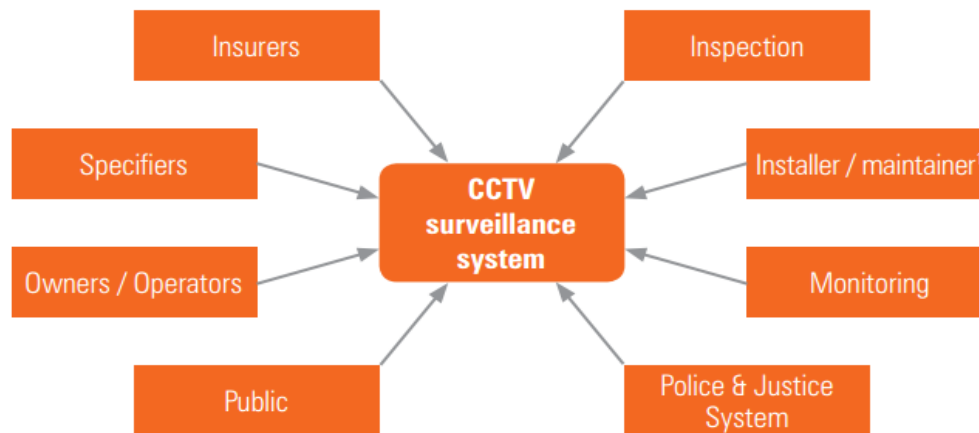 Insurers
Inspection
Specifiers
Installer / maintainer
CCTV
surveillance
system
Owners / Operators
Monitoring
Public
Police & Justice
System